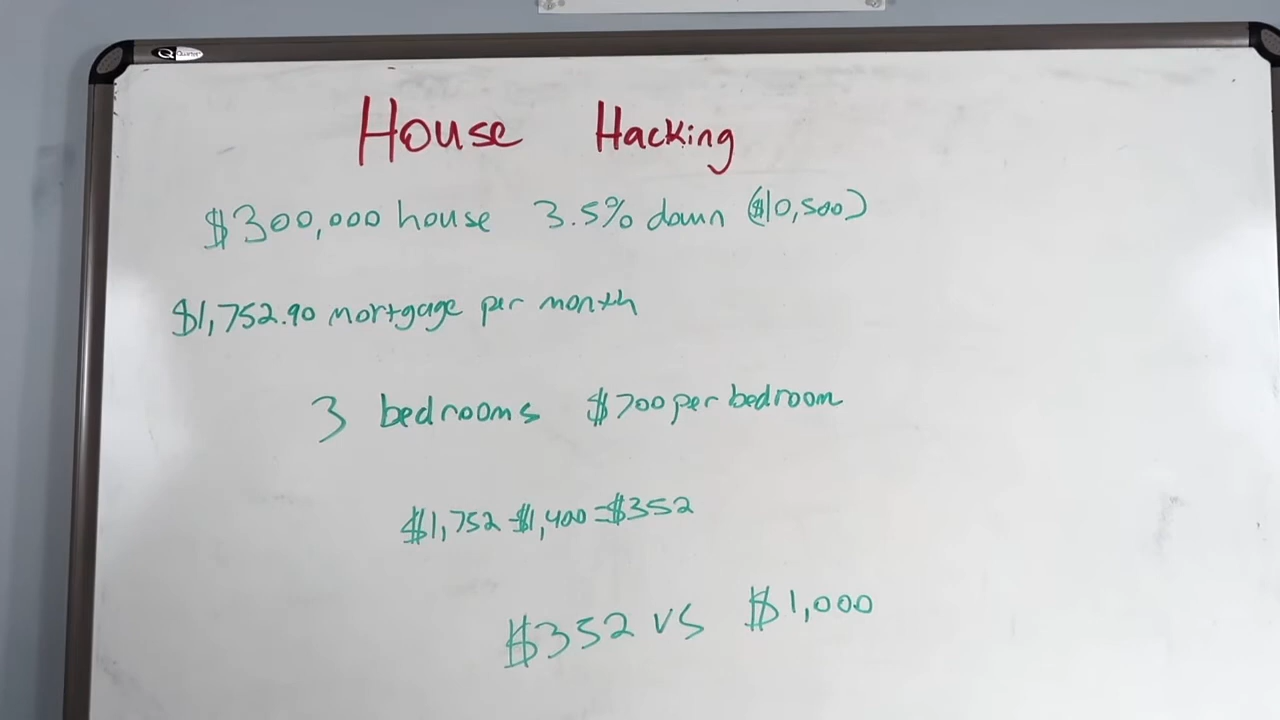 Quartet
House Hacking
$300,000 house 3.5% down ($10,500)
$1,752.90 mortgage per month
3 bedrooms $700 per bedroom
$1,752 - $1,400 = $352
$352 vs $1,000